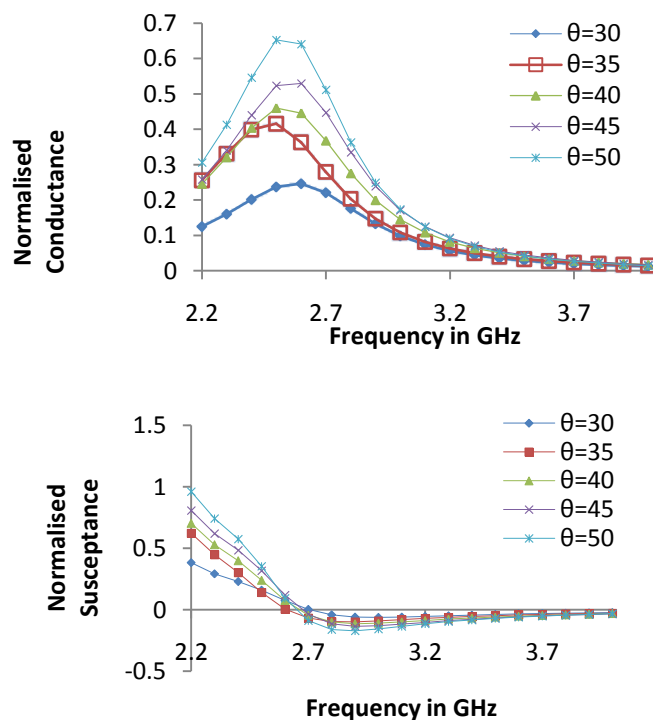 0.7
0.6
0.5
0.4
0.3
0.2
0.1
0
Normalised
Conductance
θ=30
θ=35
θ=40
θ=45
θ=50
2.2
2.7
3.2
3.7
Frequency in GHz
1.5
1
0.5
0
-0.5
Normalised
Susceptance
θ=30
θ=35
θ=40
θ=45
θ=50
2.2
2.7
3.2
3.7
Frequency in GHz